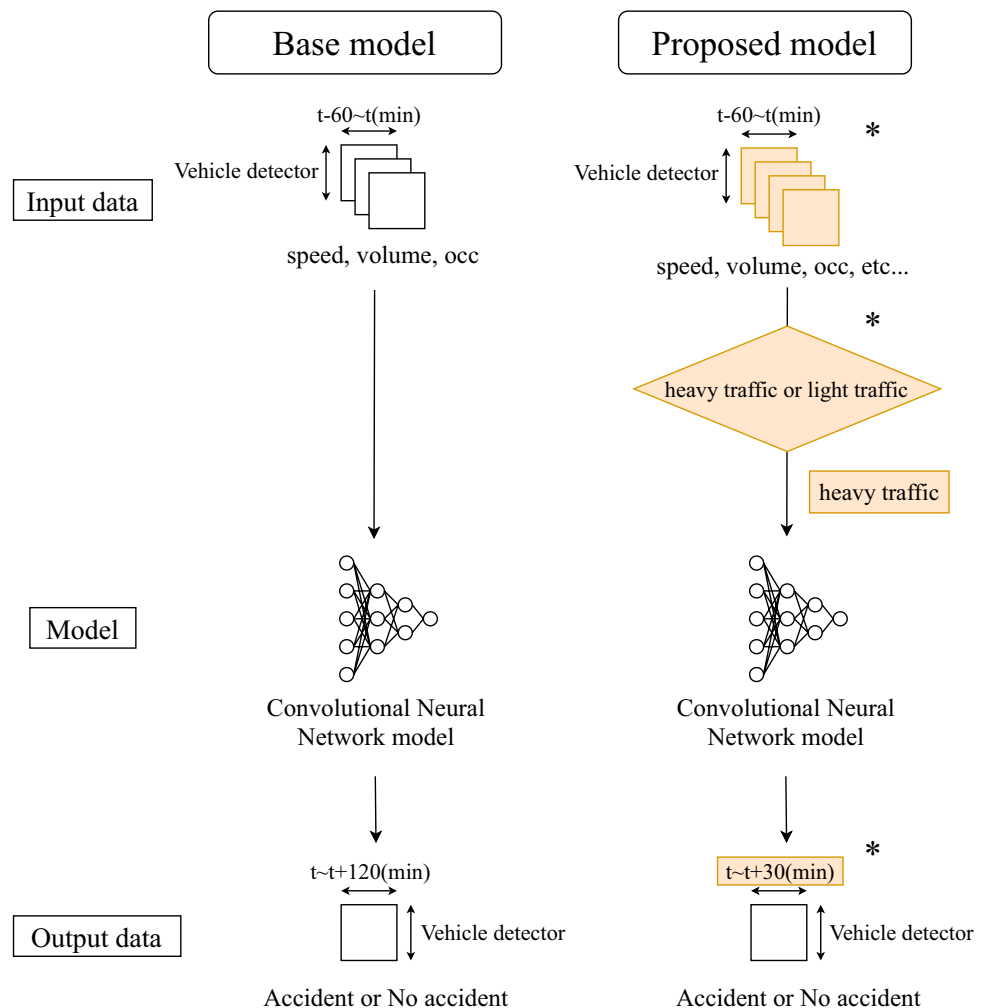 Base model
Proposed model
t-60~t(min)
t-60~t(min)
*
Vehicle detector
Vehicle detector
Input data
speed, volume, occ
speed, volume, occ, etc...
*
heavy traffic or light traffic
heavy traffic
Model
Convolutional Neural
Network model
Convolutional Neural
Network model
t~t+120(min)
t~t+30(min)
*
Output data
Vehicle detector
Vehicle detector
Accident or No accident
Accident or No accident